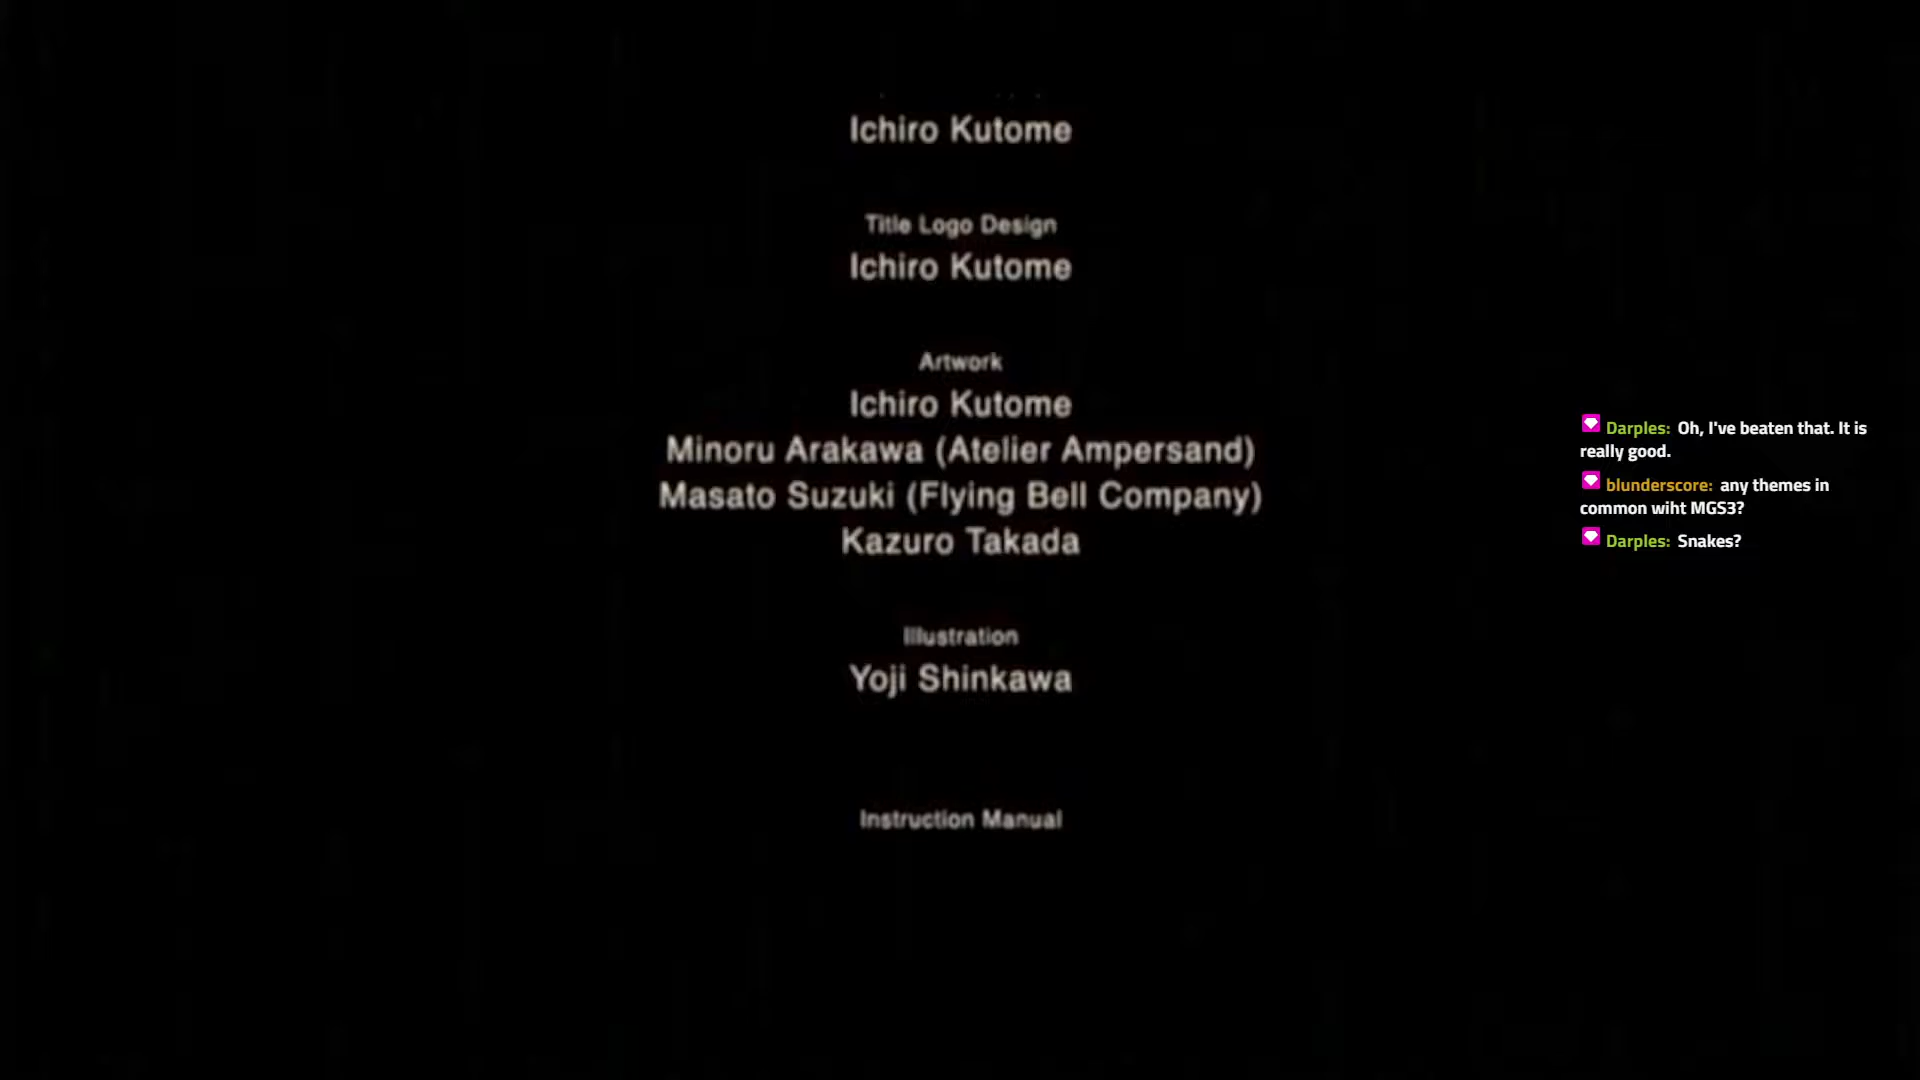 Ichiro Kutome
Title Logo Design
Ichiro Kutome
Artwork
Ichiro Kutome
Minoru Arakawa (Atelier Ampersand)
Masato Suzuki (Flying Bell Company)
Kazuro Takada
Illustration
Yoji Shinkawa
Instruction Manual
Darples: Oh, I've beaten that. It is
really good.
blunderscore: any themes in
common wiht MGS3?
Darples: Snakes?